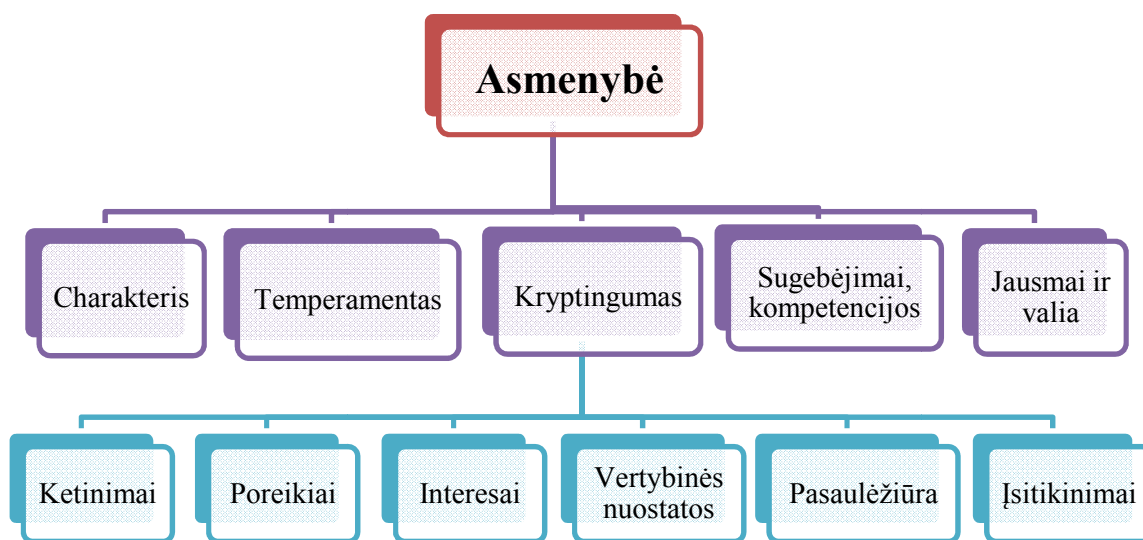 Asmenybė
Charakteris
Temperamentas
Kryptingumas
Sugebėjimai,
kompetencijos
Jausmai ir
valia
Ketinimai
Poreikiai
Interesai
Vertybinės
nuostatos
Pasaulėžiūra
Įsitikinimai